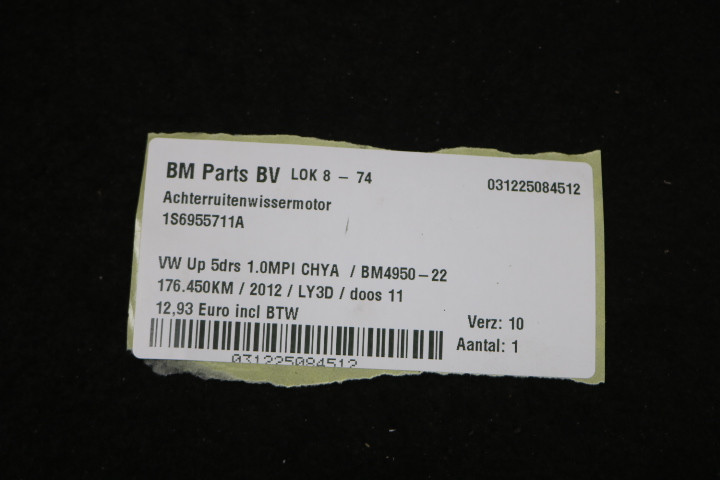 BM Parts BV LOK 8 - 74
031225084512
Achterruitenwissermotor
1S6955711A
VW Up 5drs 1.0MPI CHYA / BM4950-22
176.450KM / 2012 / LY3D / doos 11
12,93 Euro incl BTW
Verz: 10
Aantal: 1
031225084512